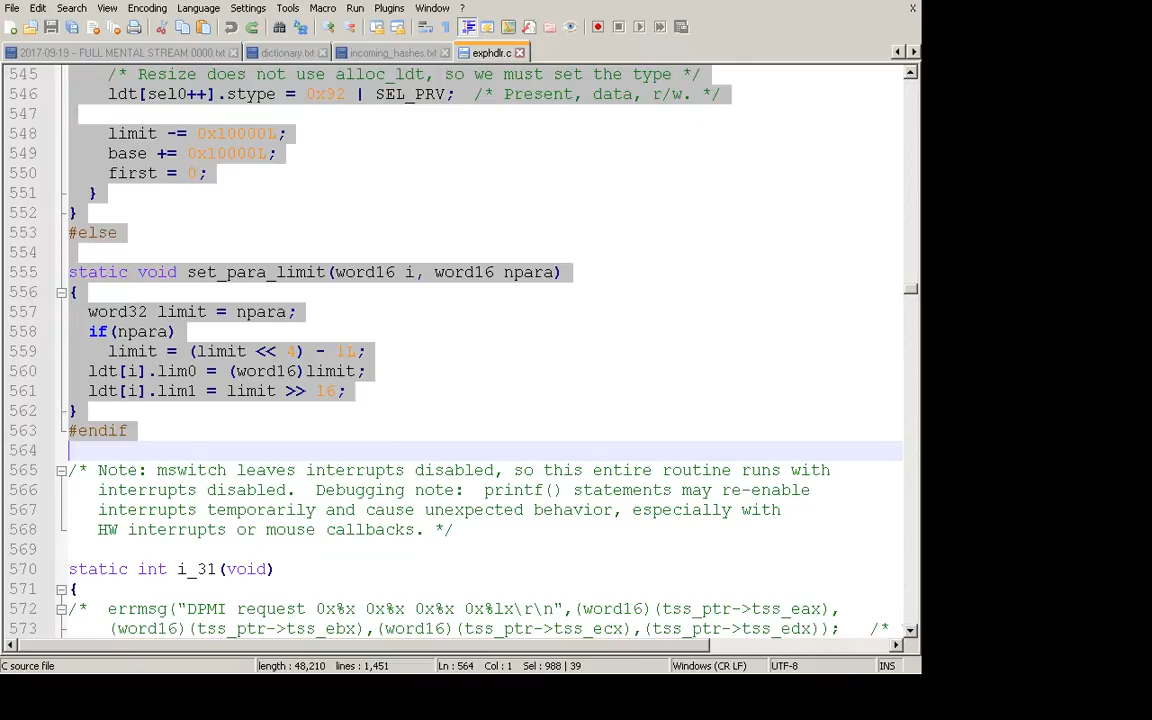 File Edit Search View Encoding Language Settings Tools Macro Run Plugins Window ? X
2017-09-19 – FULL MENTAL STREAM 0000.txt dictionary.txt incoming_hashes.txt exphdlr.c
545 /* Resize does not use alloc_ldt, so we must set the type */
546 ldt[sel0++].stype = 0x92 | SEL_PRV; /* Present, data, r/w. */
547
548 limit -= 0x10000L;
549 base += 0x10000L;
550 first = 0;
551 }
552 }
553 #else
554
555 static void set_para_limit(word16 i, word16 npara)
556 {
557 word32 limit = npara;
558 if(npara)
559 limit = (limit << 4) - 1L;
560 ldt[i].lim0 = (word16)limit;
561 ldt[i].lim1 = limit >> 16;
562 }
563 #endif
564
565 /* Note: mswitch leaves interrupts disabled, so this entire routine runs with
566 interrupts disabled. Debugging note: printf() statements may re-enable
567 interrupts temporarily and cause unexpected behavior, especially with
568 HW interrupts or mouse callbacks. */
569
570 static int i_31(void)
571 {
572 /* errmsg("DPMI request 0x%x 0x%x 0x%x 0x%lx\r\n",(word16)(tss_ptr->tss_eax),
573 (word16)(tss_ptr->tss_ebx),(word16)(tss_ptr->tss_ecx),(tss_ptr->tss_edx)); /*
C source file length : 48,210 lines : 1,451 Ln : 564 Col : 1 Sel : 988 | 39 Windows (CR LF) UTF-8 INS